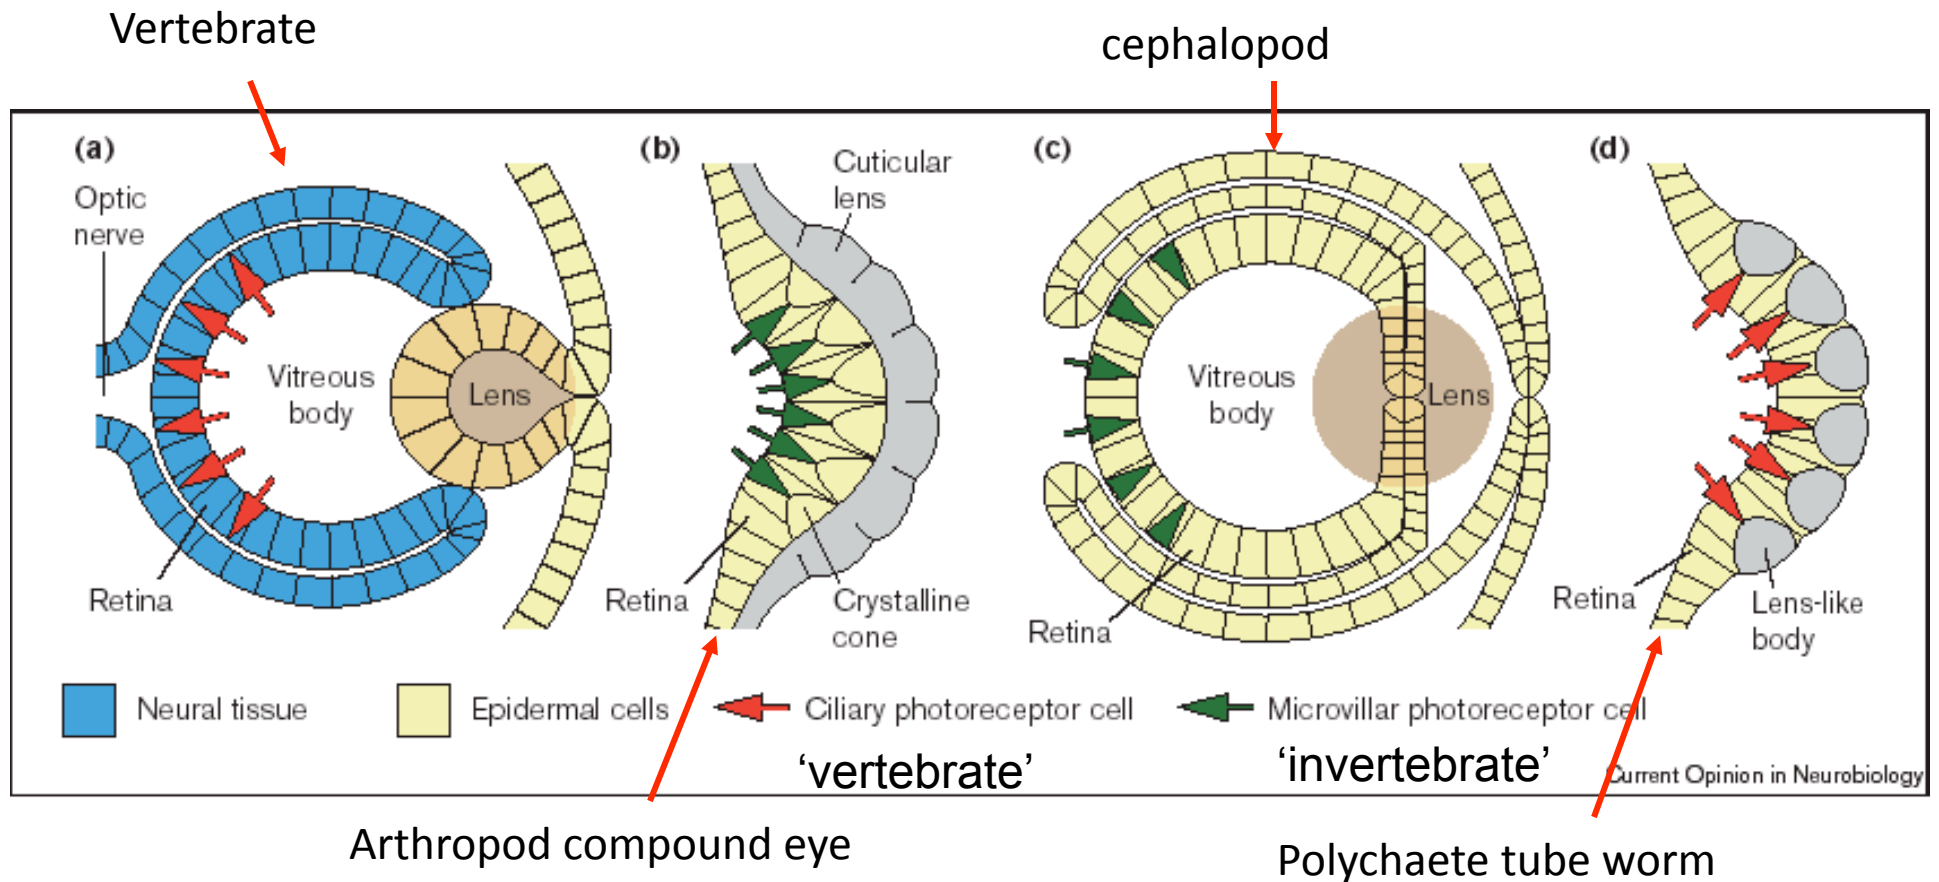 Vertebrate
cephalopod
(a)
(b)
(c)
(d)
Optic
nerve
Cuticular
lens
Vitreous
body
Lens
Vitreous
body
Lens
Retina
Retina
Crystalline
cone
Retina
Retina
Lens-like
body
Neural tissue
Epidermal cells
Ciliary photoreceptor cell
Microvillar photoreceptor cell
‘vertebrate’
‘invertebrate’
Current Opinion in Neurobiology
Arthropod compound eye
Polychaete tube worm